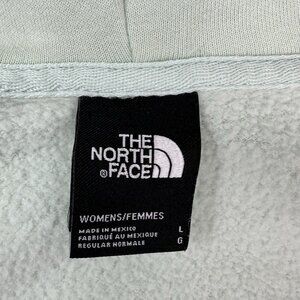 THE
NORTH
FACE
®
WOMENS/FEMMES
MADE IN MEXICO
FABRIQUÉ AU MEXIQUE
REGULAR NORMALE
L
G